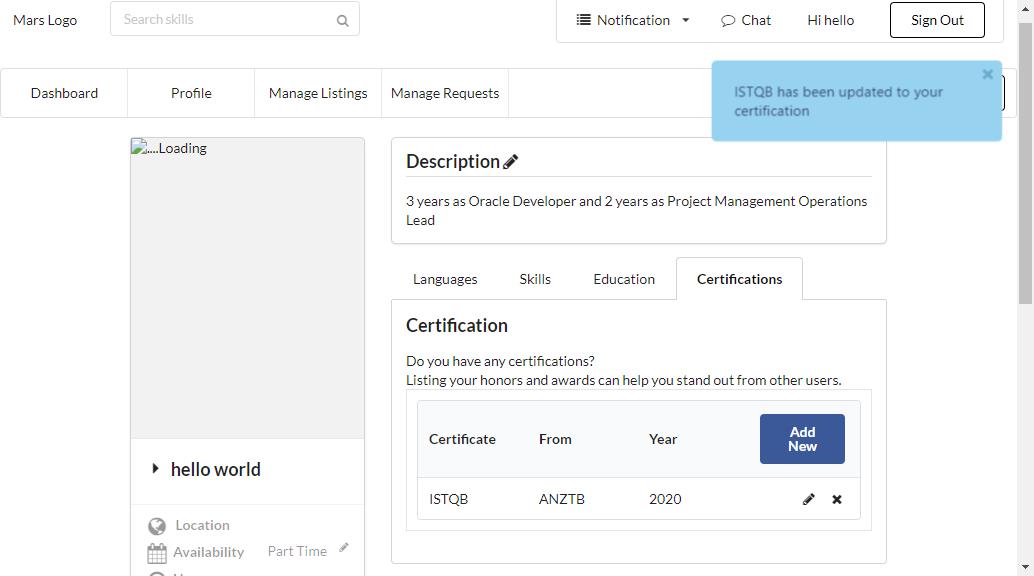 Mars Logo
Search skills
Notification
Chat
Hi hello
Sign Out
Dashboard
Profile
Manage Listings
Manage Requests
ISTQB has been updated to your
certification
....Loading
Description
3 years as Oracle Developer and 2 years as Project Management Operations
Lead
Languages
Skills
Education
Certifications
Certification
Do you have any certifications?
Listing your honors and awards can help you stand out from other users.
Certificate
From
Year
Add
New
ISTQB
ANZTB
2020
hello world
Location
Availability
Part Time